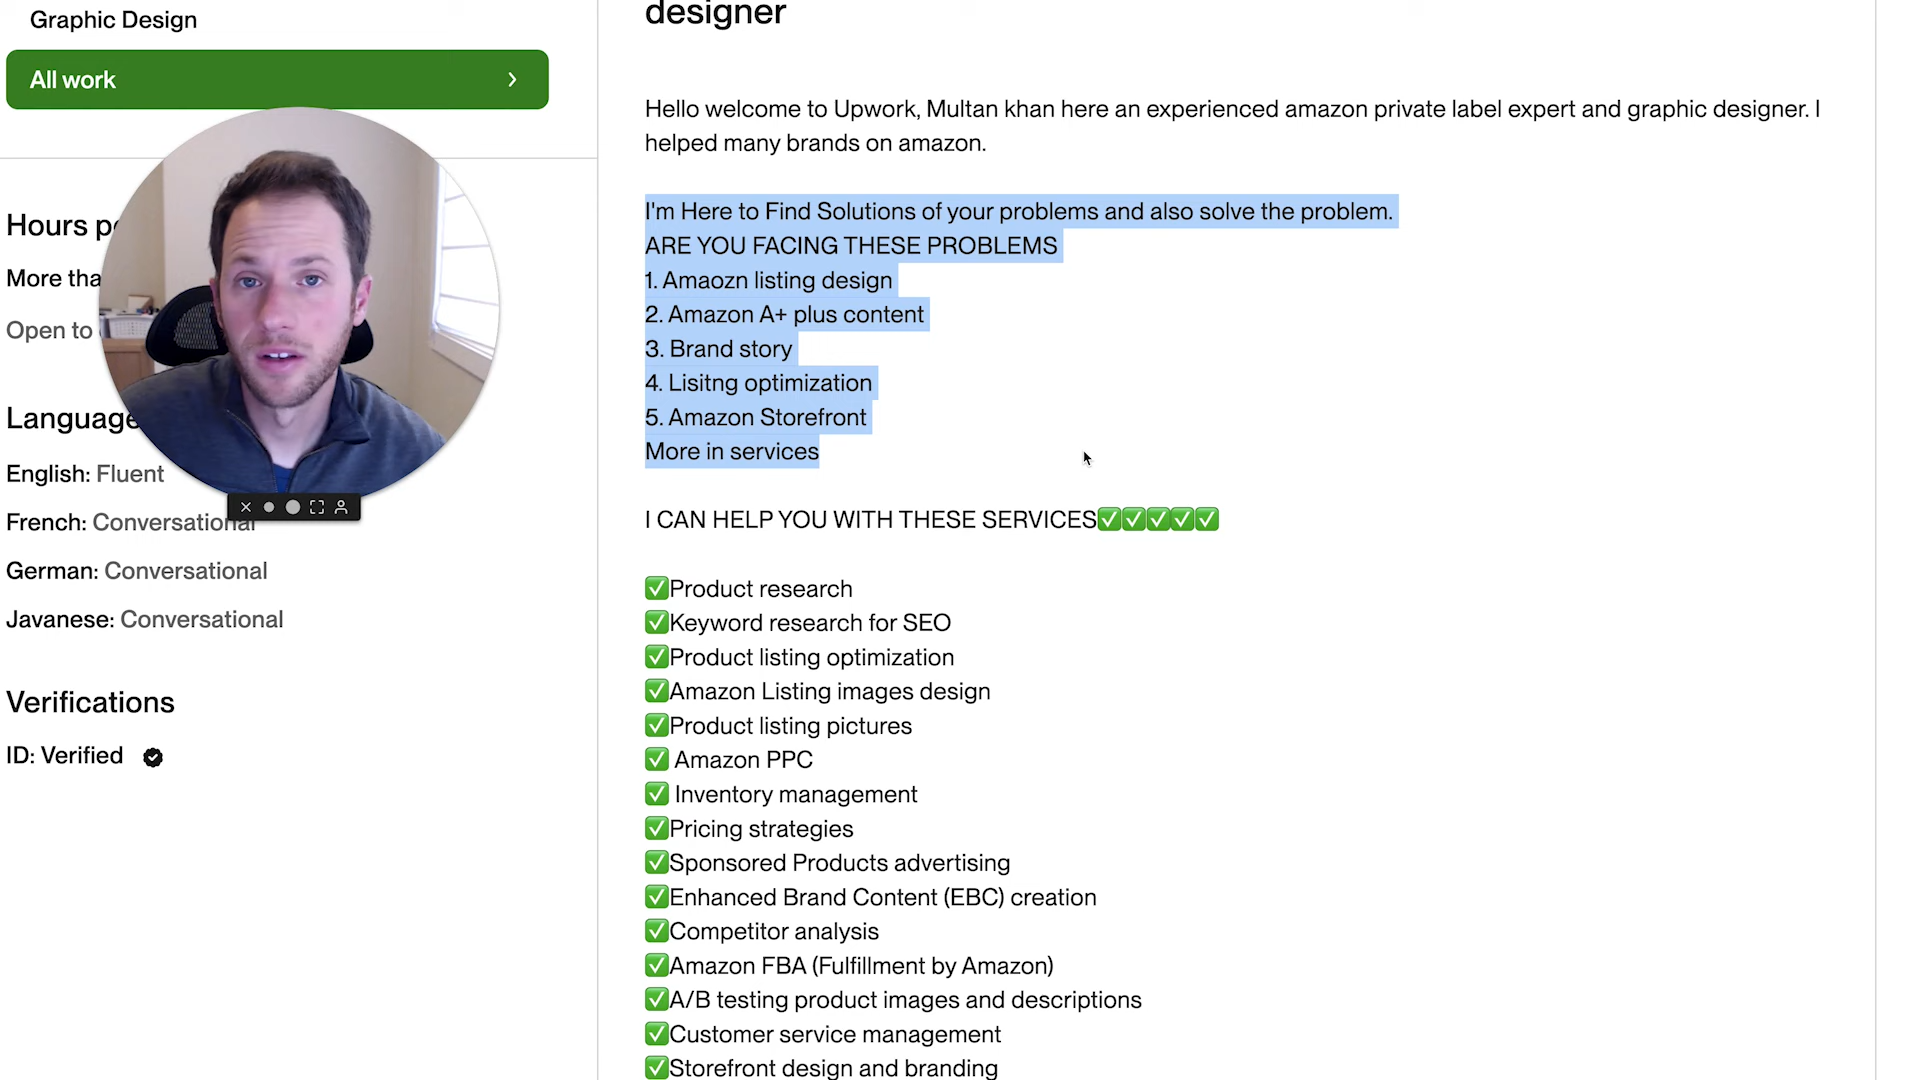 Graphic Design
All work
Hours p
More tha
Open to
Language
English: Fluent
French: Conversational
German: Conversational
Javanese: Conversational
Verifications
ID: Verified
designer
Hello welcome to Upwork, Multan khan here an experienced amazon private label expert and graphic designer. I
helped many brands on amazon.
I'm Here to Find Solutions of your problems and also solve the problem.
ARE YOU FACING THESE PROBLEMS
1. Amaozn listing design
2. Amazon A+ plus content
3. Brand story
4. Lisitng optimization
5. Amazon Storefront
More in services
I CAN HELP YOU WITH THESE SERVICES✅✅✅✅✅
✅Product research
✅Keyword research for SEO
✅Product listing optimization
✅Amazon Listing images design
✅Product listing pictures
✅ Amazon PPC
✅ Inventory management
✅Pricing strategies
✅Sponsored Products advertising
✅Enhanced Brand Content (EBC) creation
✅Competitor analysis
✅Amazon FBA (Fulfillment by Amazon)
✅A/B testing product images and descriptions
✅Customer service management
✅Storefront design and branding